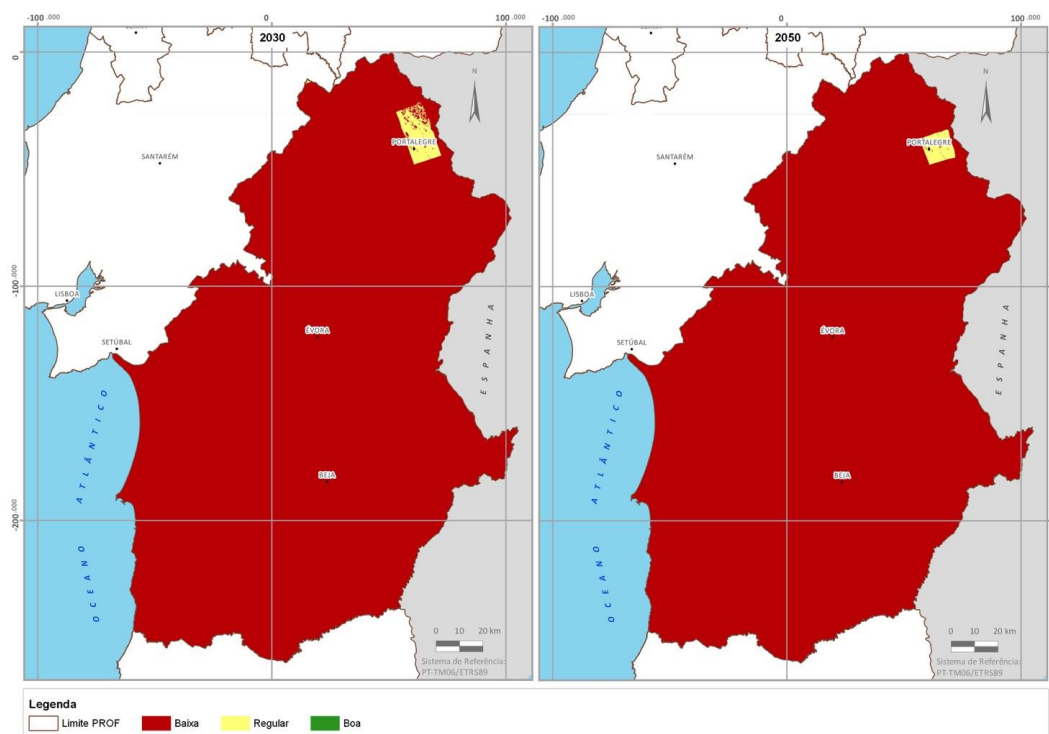 -100.000 0 100.000 -100.000 0 100.000
2030 2050
0
N N
PORTALEGRE PORTALEGRE
SANTARÉM SANTARÉM
-100.000
LISBOA LISBOA
ÉVORA ÉVORA
SETÚBAL SETÚBAL
ESPANHA ESPANHA
OCEANO ATLÂNTICO OCEANO ATLÂNTICO
BEJA BEJA
-200.000
0 10 20 km 0 10 20 km
Sistema de Referência: Sistema de Referência:
PT-TM06/ETRS89 PT-TM06/ETRS89
Legenda
Limite PROF Baixa Regular Boa